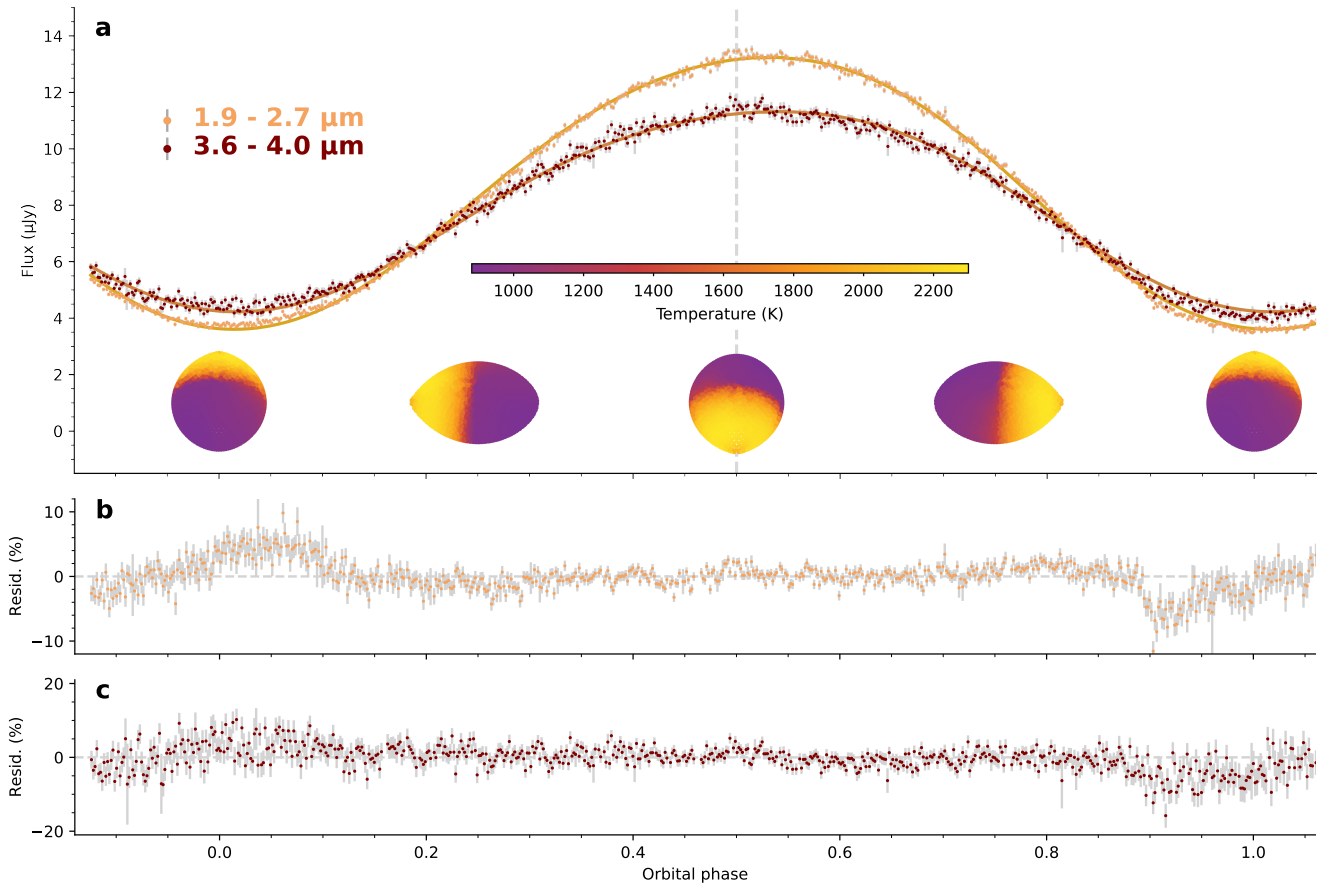 a
14
12
10
8
6
4
2
0
Flux (μJy)
1.9 - 2.7 μm
3.6 - 4.0 μm
1000 1200 1400 1600 1800 2000 2200
Temperature (K)
b
10
0
−10
Resid. (%)
c
20
0
−20
Resid. (%)
0.0 0.2 0.4 0.6 0.8 1.0
Orbital phase